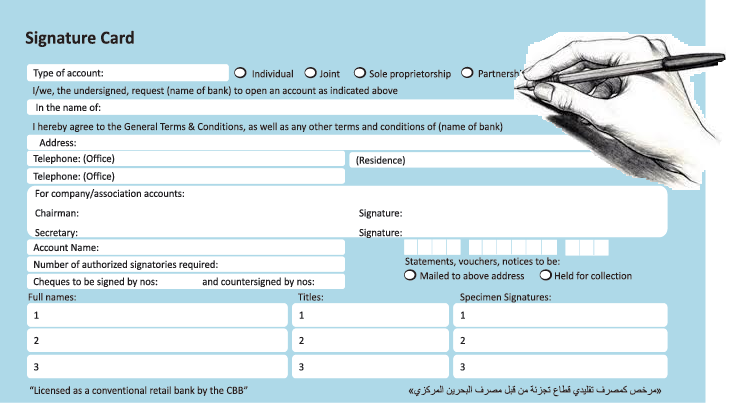 Signature Card
Type of account: Individual Joint Sole proprietorship
I/we, the undersigned, request (name of bank) to open an account as indicated above
In the name of:
I hereby agree to the General Terms & Conditions, as well as any other terms and conditions of (name of bank)
Address:
Telephone: (Office) (Residence)
Telephone: (Office)
For company/association accounts:
Chairman: Signature:
Secretary: Signature:
Account Name:
Statements, vouchers, notices to be:
Number of authorized signatories required:
Mailed to above address Held for collection
Cheques to be signed by nos: and countersigned by nos:
Full names: Titles: Specimen Signatures:
1 1 1
2 2 2
3 3 3
"Licensed as a conventional retail bank by the CBB" «مرخص كمصرف تقليدي قطاع تجزئة من قبل مصرف البحرين المركزي»